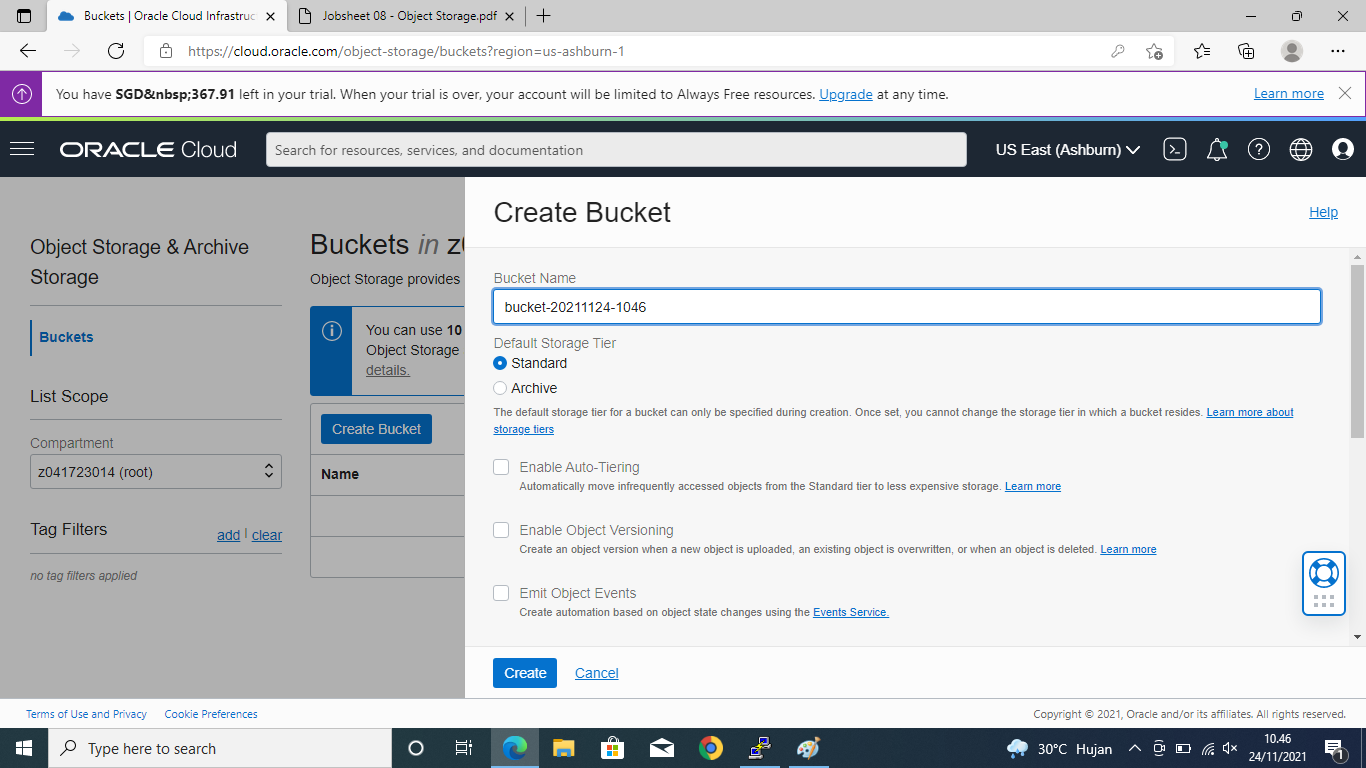 Buckets | Oracle Cloud Infrastruc
Jobsheet 08 - Object Storage.pdf
https://cloud.oracle.com/object-storage/buckets?region=us-ashburn-1
You have SGD&nbsp;367.91 left in your trial. When your trial is over, your account will be limited to Always Free resources. Upgrade at any time.
Learn more
ORACLE Cloud
Search for resources, services, and documentation
US East (Ashburn)
Object Storage & Archive
Storage
Buckets
List Scope
Compartment
z041723014 (root)
Tag Filters
add | clear
no tag filters applied
Buckets in z
Object Storage provides
You can use 10
Object Storage
details.
Create Bucket
Name
Create Bucket
Help
Bucket Name
bucket-20211124-1046
Default Storage Tier
Standard
Archive
The default storage tier for a bucket can only be specified during creation. Once set, you cannot change the storage tier in which a bucket resides. Learn more about
storage tiers
Enable Auto-Tiering
Automatically move infrequently accessed objects from the Standard tier to less expensive storage. Learn more
Enable Object Versioning
Create an object version when a new object is uploaded, an existing object is overwritten, or when an object is deleted. Learn more
Emit Object Events
Create automation based on object state changes using the Events Service.
Create
Cancel
Terms of Use and Privacy
Cookie Preferences
Copyright © 2021, Oracle and/or its affiliates. All rights reserved.
Type here to search
30°C Hujan
10.46
24/11/2021
1